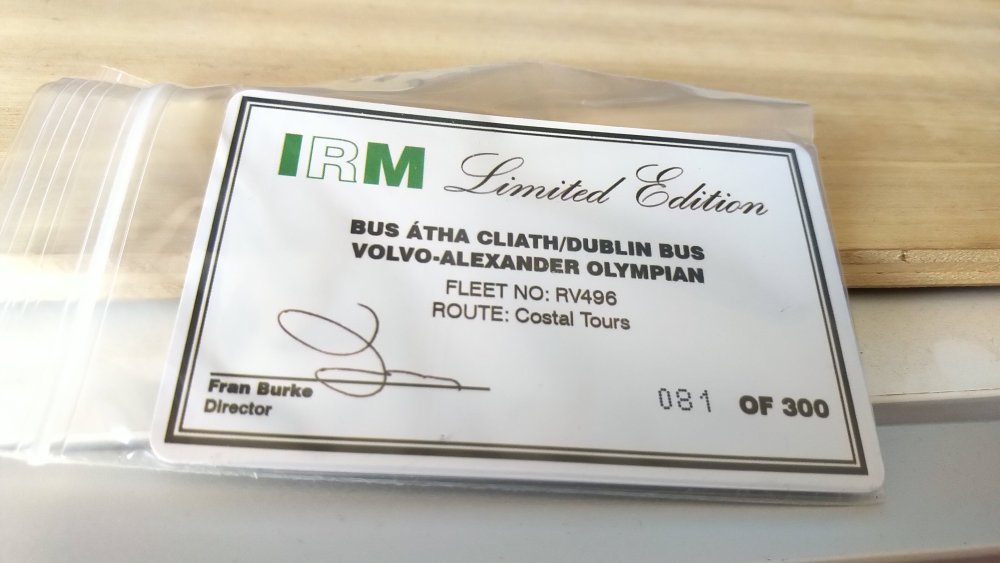 IRM Limited Edition
BUS ÁTHA CLIATH/DUBLIN BUS
VOLVO-ALEXANDER OLYMPIAN
FLEET NO: RV496
ROUTE: Costal Tours
Fran Burke
Director
081 OF 300